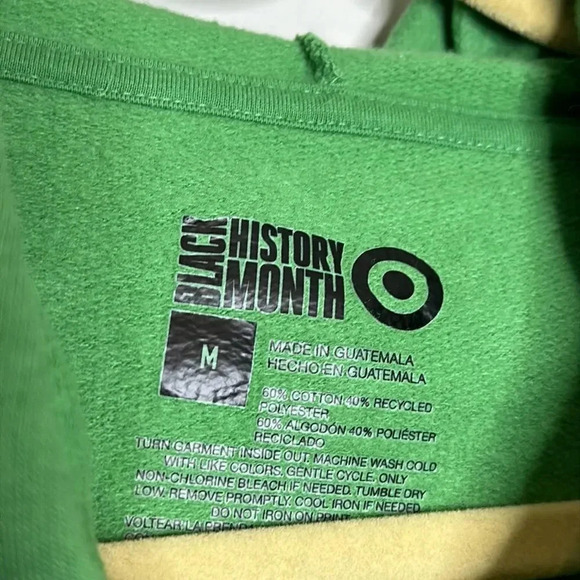 BLACK
HISTORY
MONTH
M
MADE IN GUATEMALA
HECHO EN GUATEMALA
60% COTTON 40% RECYCLED
POLYESTER
60% ALGODÓN 40% POLIÉSTER
RECICLADO
TURN GARMENT INSIDE OUT. MACHINE WASH COLD
WITH LIKE COLORS. GENTLE CYCLE. ONLY
NON-CHLORINE BLEACH IF NEEDED. TUMBLE DRY
LOW. REMOVE PROMPTLY. COOL IRON IF NEEDED.
DO NOT IRON ON PRINT
VOLTEAR LA